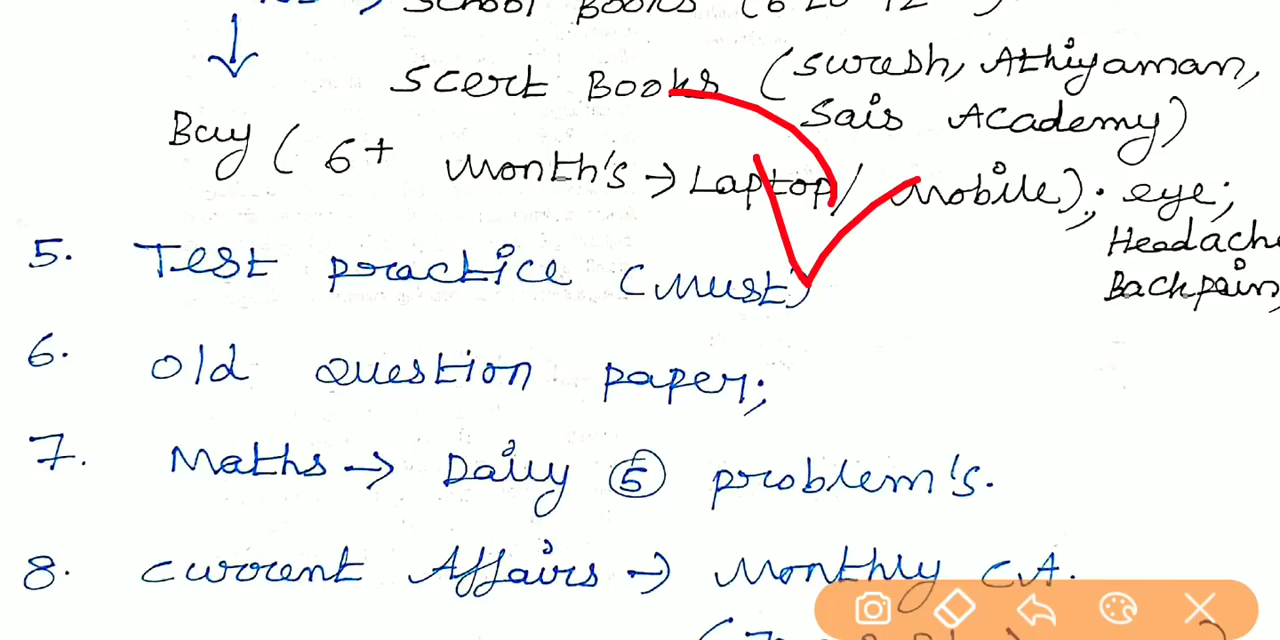 School Books (6 to 12
Scert Books (Suresh, Athiyaman,
Sais Academy)
Buy ( 6+ Month's → Laptop/ Mobile); eye;
Headache
Backpain,
5. Test practice (Must)
6. Old Question paper;
7. Maths → Daily 5 problem's.
8. Current Affairs → Monthly C.A.